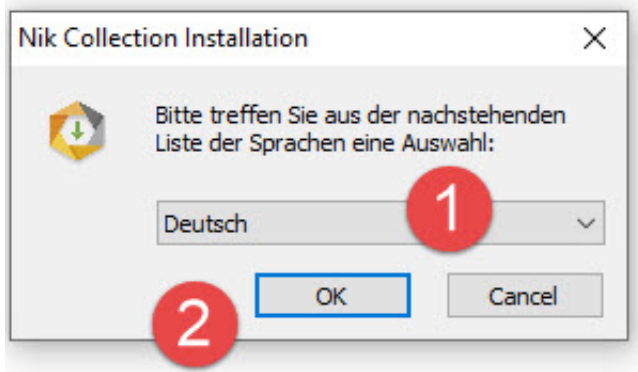 Nik Collection Installation
Bitte treffen Sie aus der nachstehenden
Liste der Sprachen eine Auswahl:
Deutsch
1
2
OK
Cancel